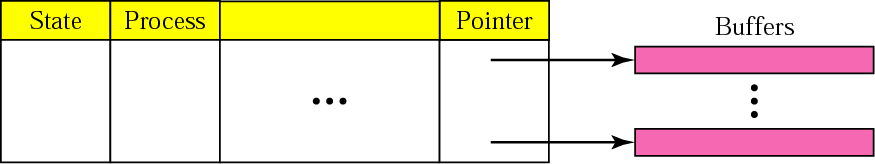 State Process Pointer
Buffers